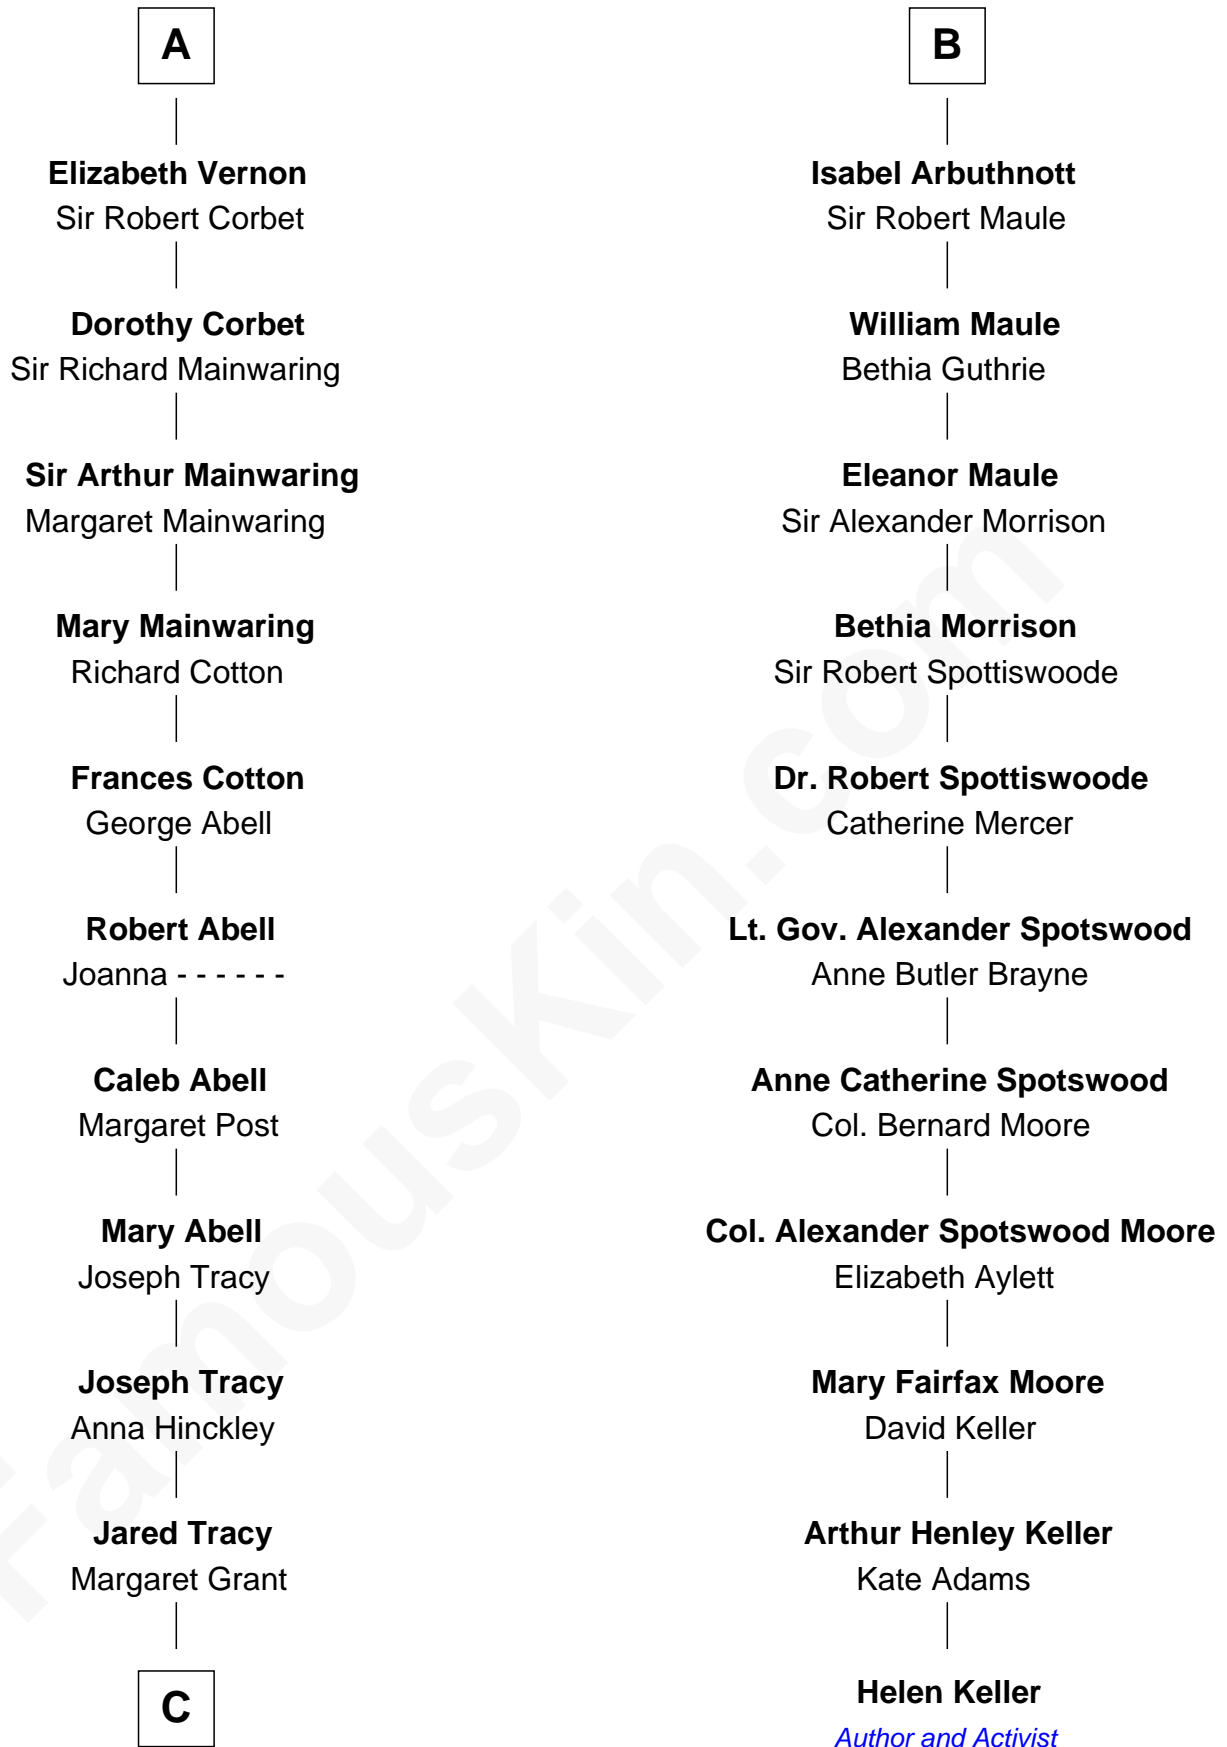 A
Elizabeth Vernon
Sir Robert Corbet
Dorothy Corbet
Sir Richard Mainwaring
Sir Arthur Mainwaring
Margaret Mainwaring
Mary Mainwaring
Richard Cotton
Frances Cotton
George Abell
Robert Abell
Joanna - - - - - -
Caleb Abell
Margaret Post
Mary Abell
Joseph Tracy
Joseph Tracy
Anna Hinckley
Jared Tracy
Margaret Grant
C
B
Isabel Arbuthnott
Sir Robert Maule
William Maule
Bethia Guthrie
Eleanor Maule
Sir Alexander Morrison
Bethia Morrison
Sir Robert Spottiswoode
Dr. Robert Spottiswoode
Catherine Mercer
Lt. Gov. Alexander Spotswood
Anne Butler Brayne
Anne Catherine Spotswood
Col. Bernard Moore
Col. Alexander Spotswood Moore
Elizabeth Aylett
Mary Fairfax Moore
David Keller
Arthur Henley Keller
Kate Adams
Helen Keller
Author and Activist
FamousKin.com